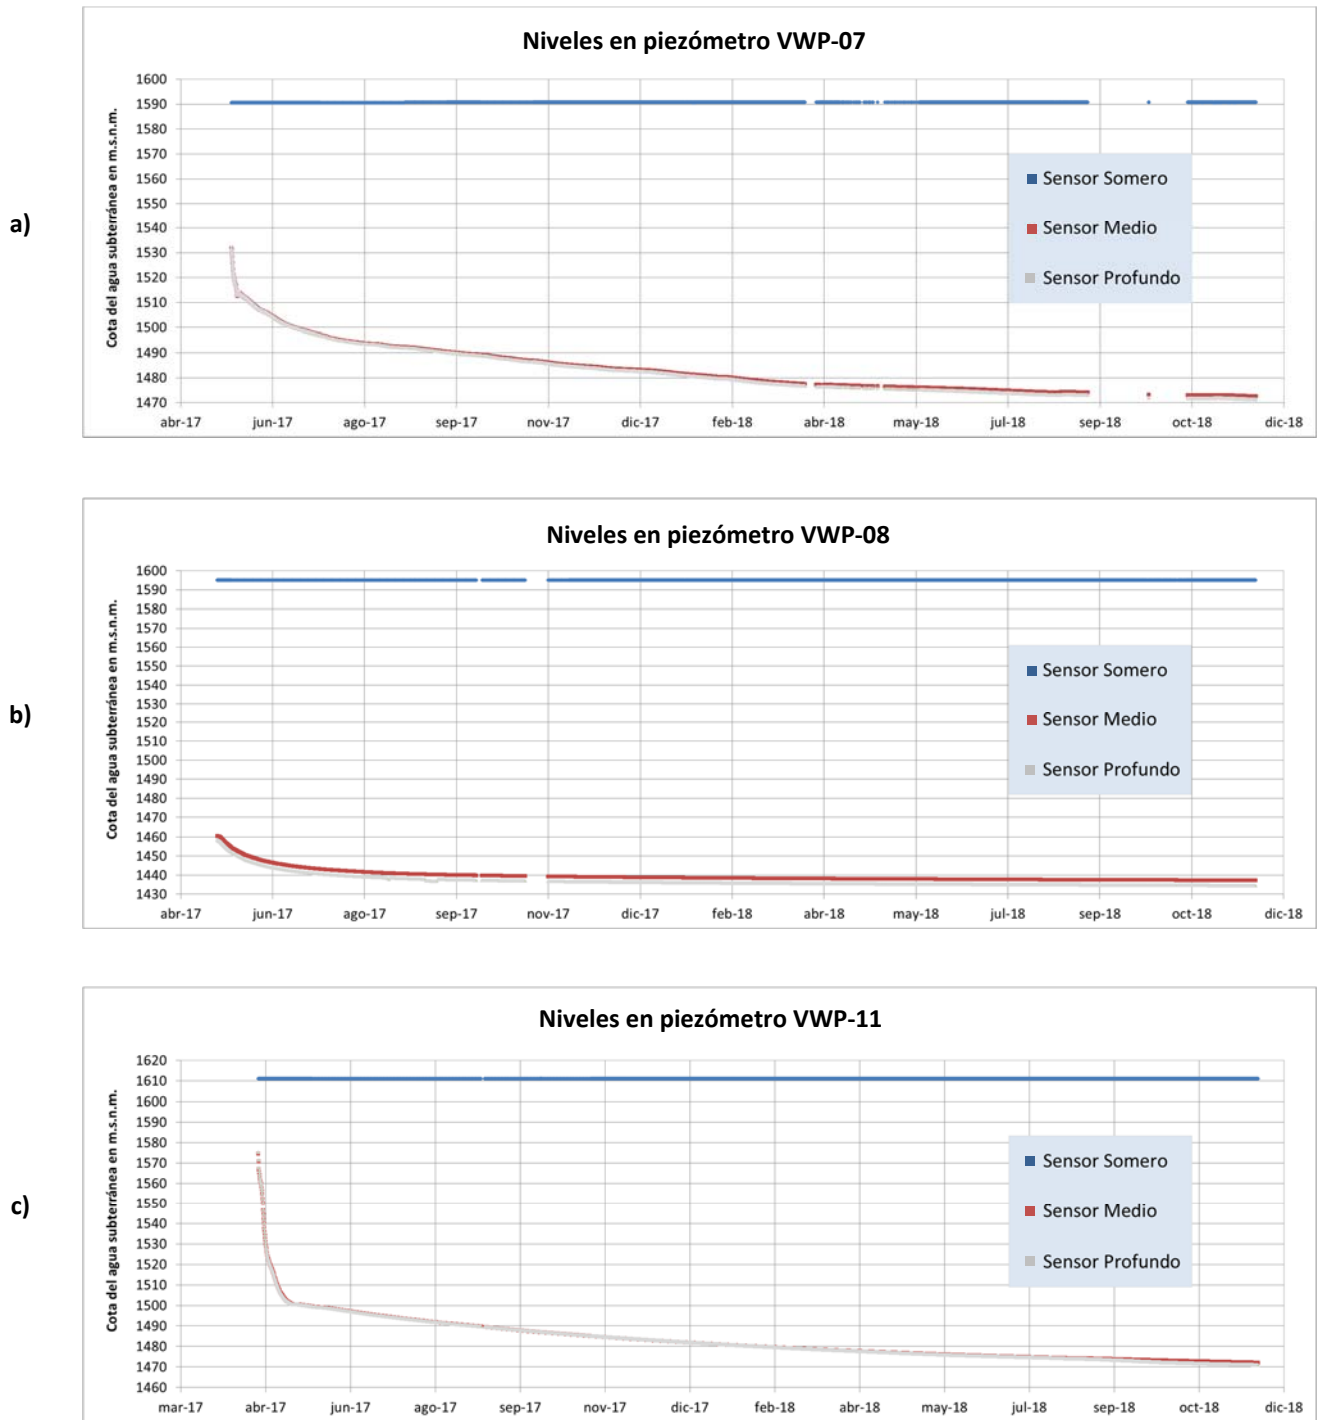 Niveles en piezómetro VWP-07
Cota del agua subterránea en m.s.n.m.
1600
1590
1580
1570
1560
1550
1540
1530
1520
1510
1500
1490
1480
1470
a)
Sensor Somero
Sensor Medio
Sensor Profundo
abr-17 jun-17 ago-17 sep-17 nov-17 dic-17 feb-18 abr-18 may-18 jul-18 sep-18 oct-18 dic-18
Niveles en piezómetro VWP-08
Cota del agua subterránea en m.s.n.m.
1600
1590
1580
1570
1560
1550
1540
1530
1520
1510
1500
1490
1480
1470
1460
1450
1440
1430
b)
Sensor Somero
Sensor Medio
Sensor Profundo
abr-17 jun-17 ago-17 sep-17 nov-17 dic-17 feb-18 abr-18 may-18 jul-18 sep-18 oct-18 dic-18
Niveles en piezómetro VWP-11
Cota del agua subterránea en m.s.n.m.
1620
1610
1600
1590
1580
1570
1560
1550
1540
1530
1520
1510
1500
1490
1480
1470
1460
c)
Sensor Somero
Sensor Medio
Sensor Profundo
mar-17 abr-17 jun-17 ago-17 sep-17 nov-17 dic-17 feb-18 abr-18 may-18 jul-18 sep-18 oct-18 dic-18